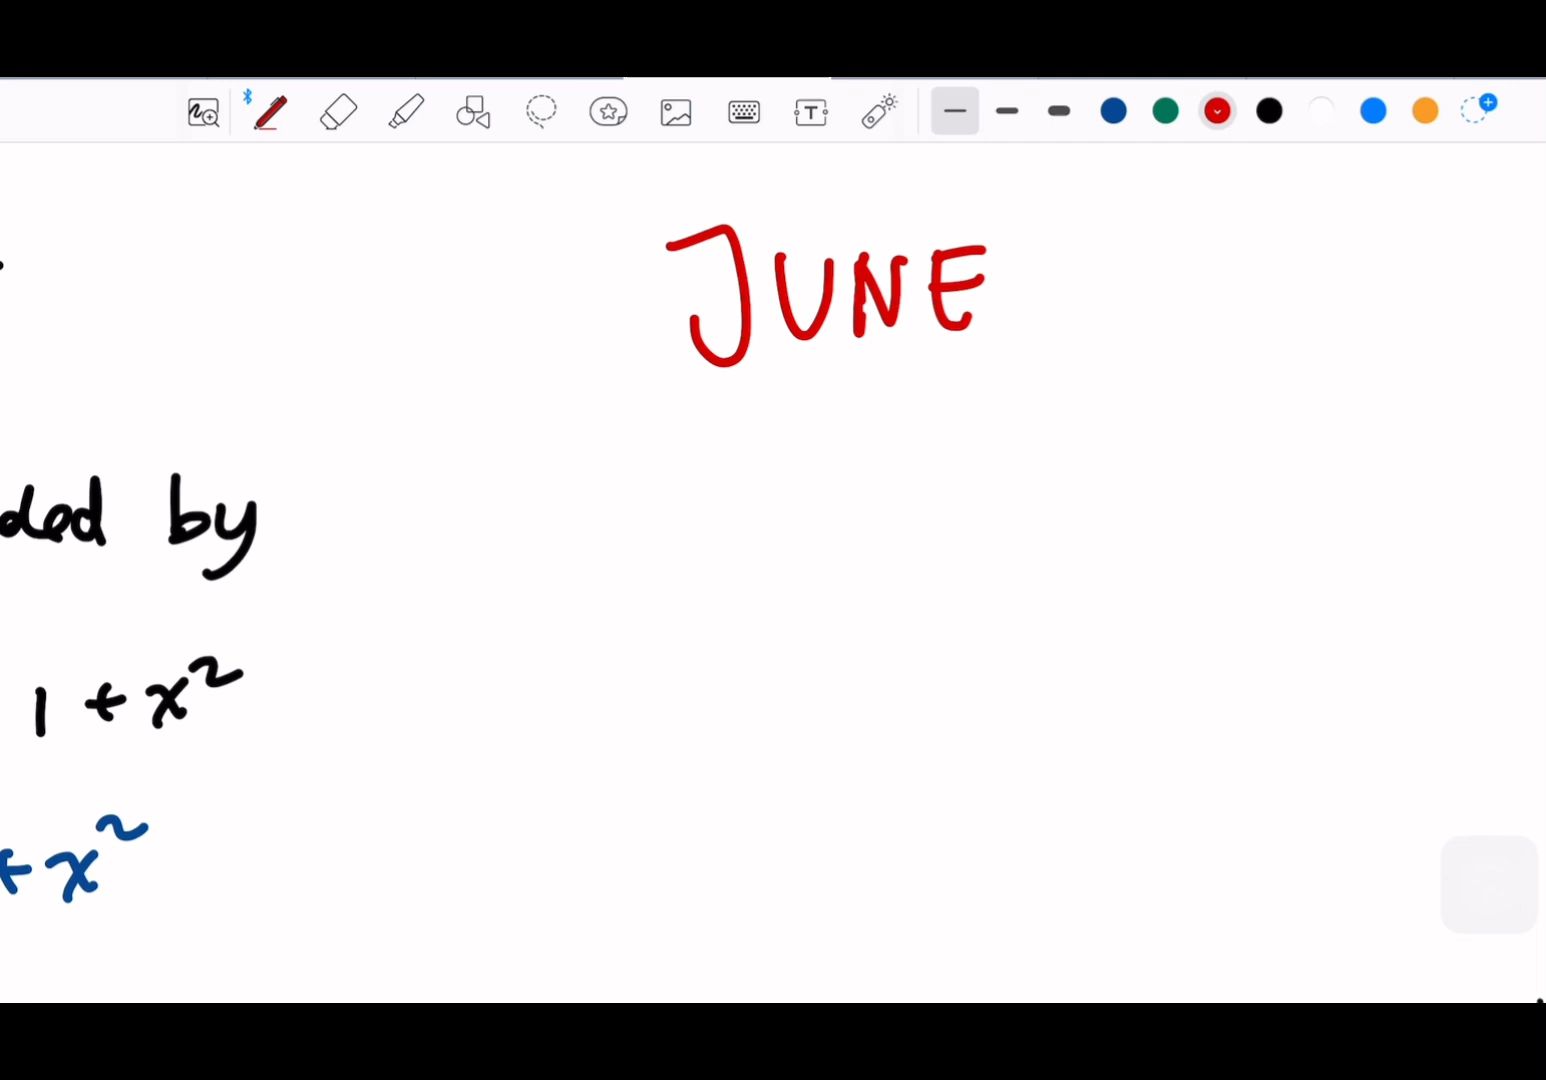 JUNE
ded by
1 + x²
+ x²